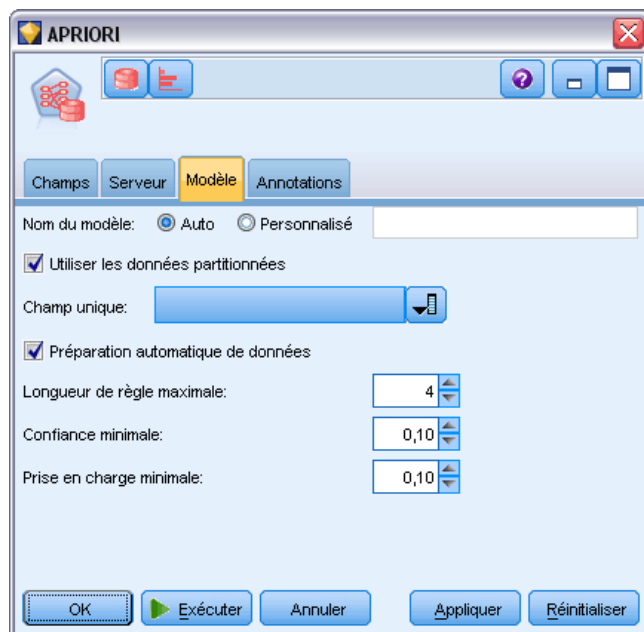 APRIORI
Champs Serveur Modèle Annotations
Nom du modèle: Auto Personnalisé
Utiliser les données partitionnées
Champ unique:
Préparation automatique de données
Longueur de règle maximale: 4
Confiance minimale: 0,10
Prise en charge minimale: 0,10
OK Exécuter Annuler Appliquer Réinitialiser